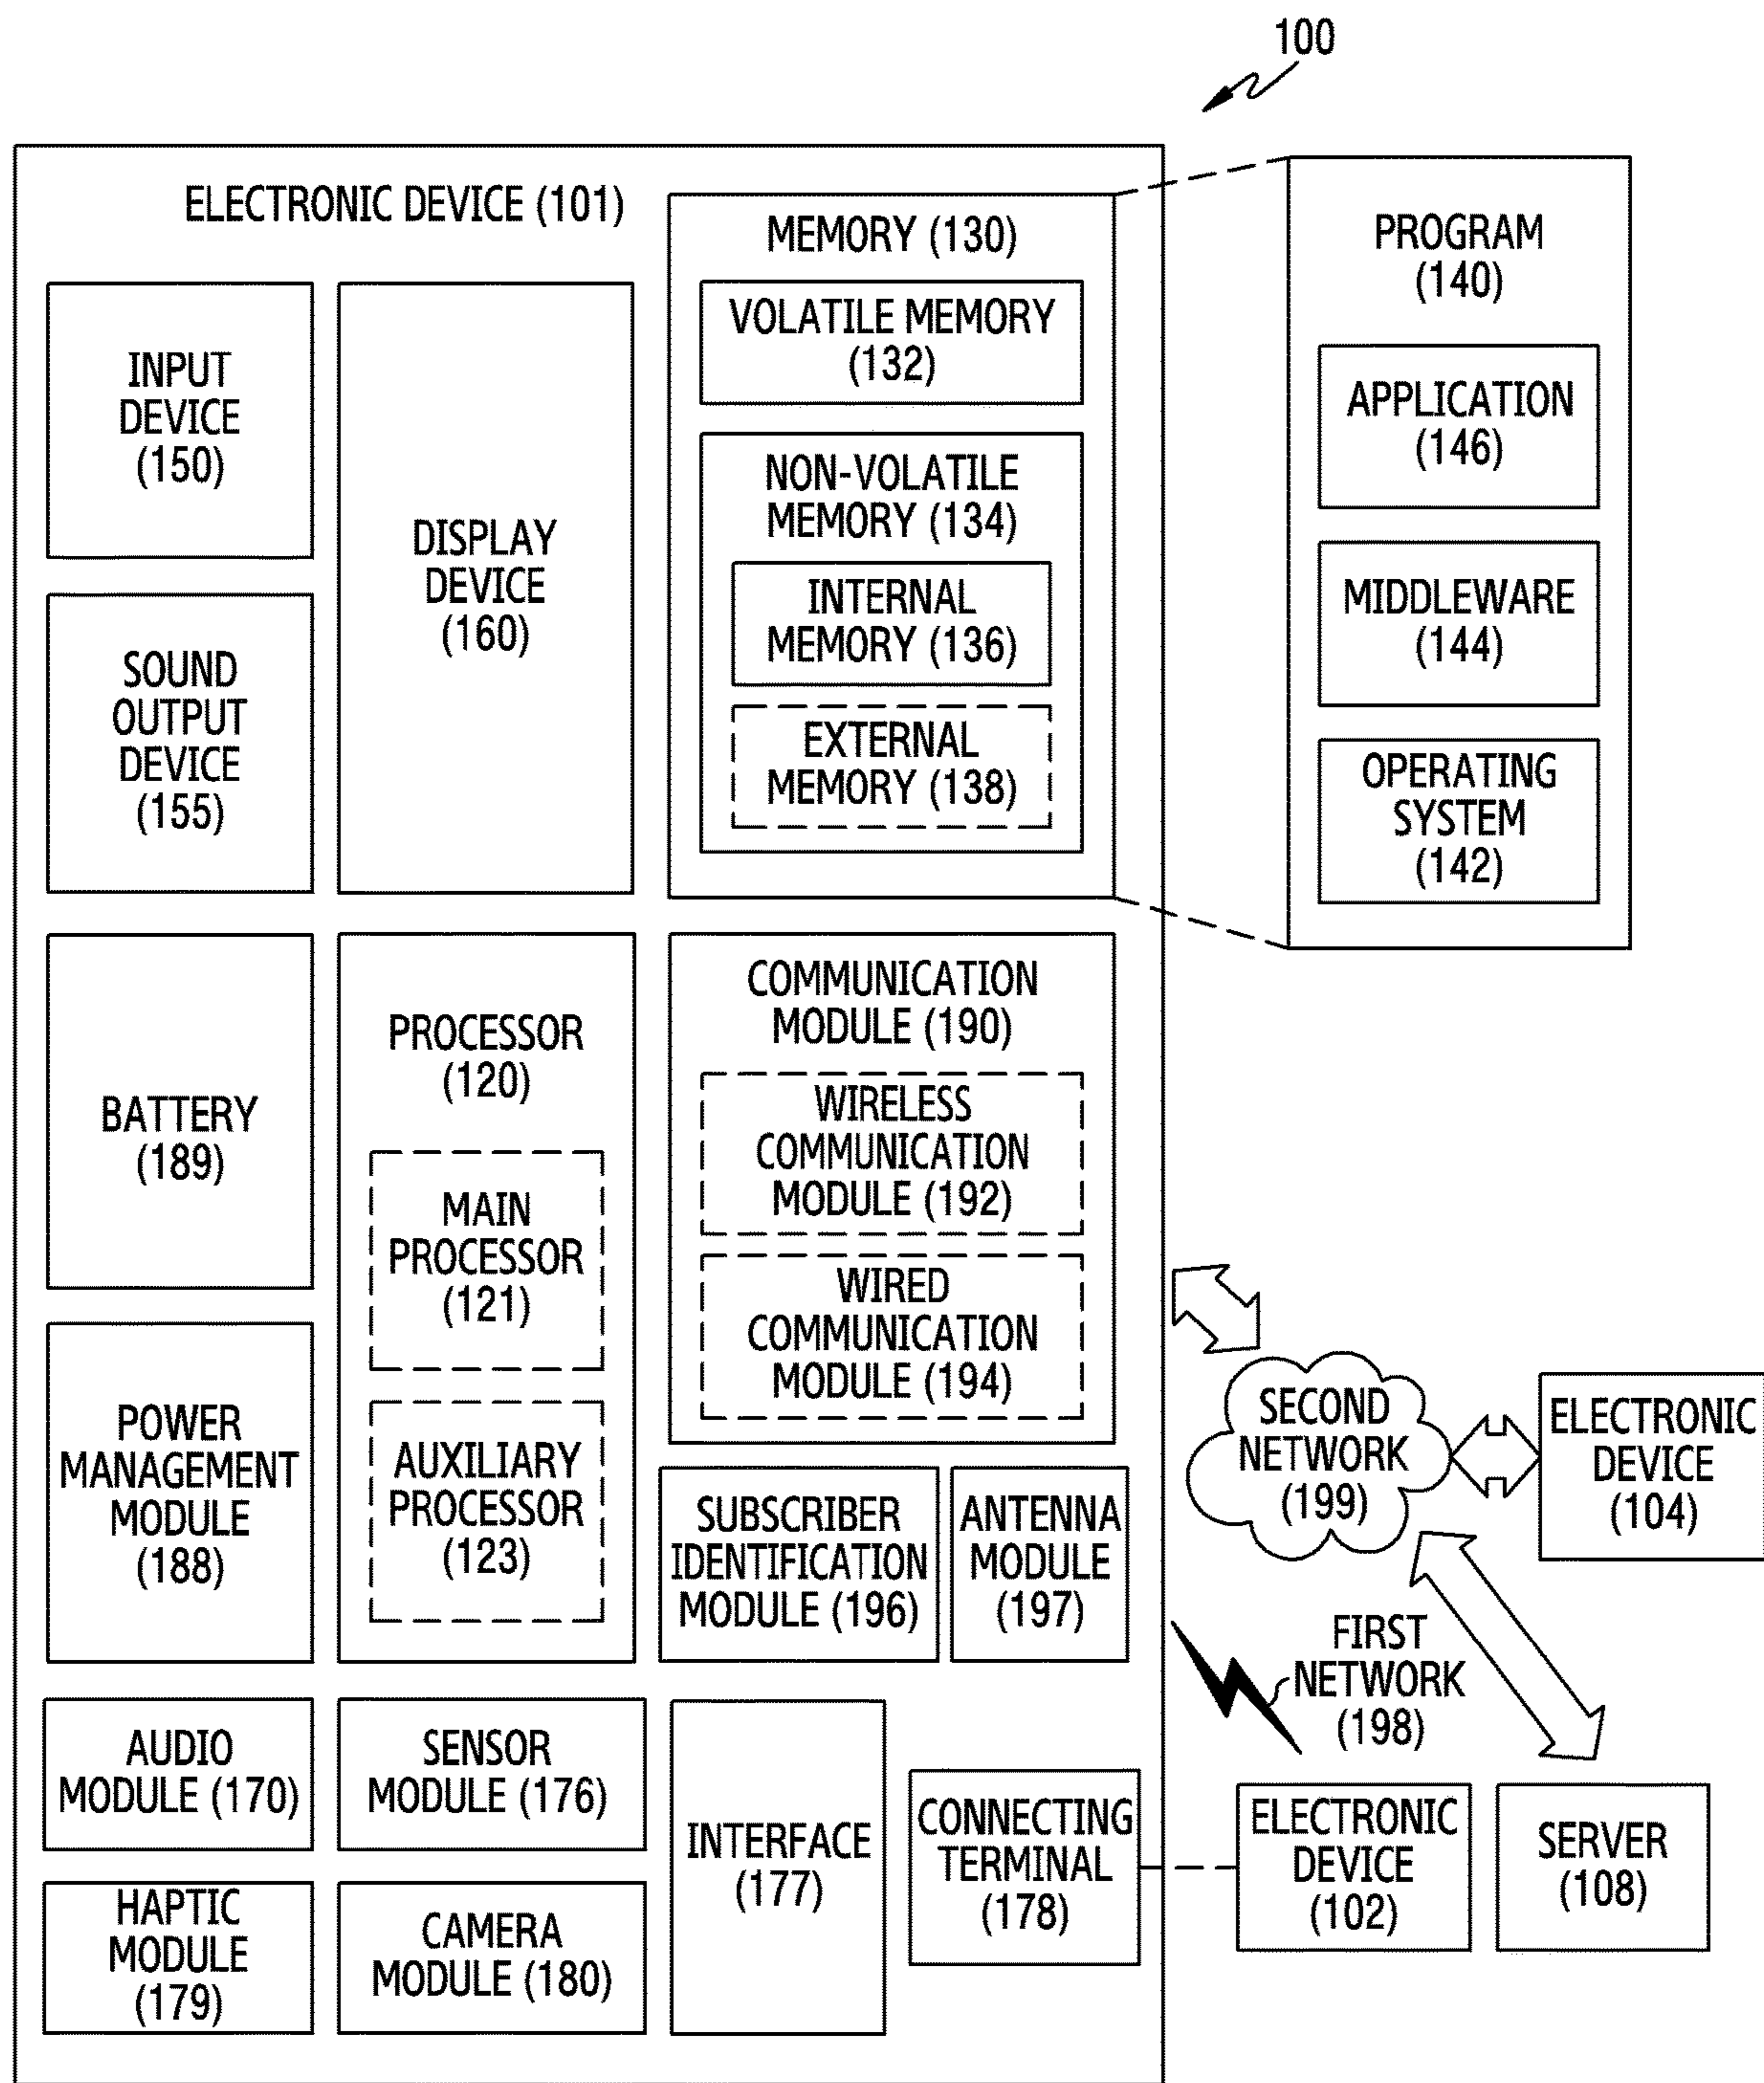 100
ELECTRONIC DEVICE (101)
INPUT
DEVICE
(150)
SOUND
OUTPUT
DEVICE
(155)
DISPLAY
DEVICE
(160)
MEMORY (130)
VOLATILE MEMORY
(132)
NON-VOLATILE
MEMORY (134)
INTERNAL
MEMORY (136)
EXTERNAL
MEMORY (138)
PROGRAM
(140)
APPLICATION
(146)
MIDDLEWARE
(144)
OPERATING
SYSTEM
(142)
BATTERY
(189)
POWER
MANAGEMENT
MODULE
(188)
PROCESSOR
(120)
MAIN
PROCESSOR
(121)
AUXILIARY
PROCESSOR
(123)
COMMUNICATION
MODULE (190)
WIRELESS
COMMUNICATION
MODULE (192)
WIRED
COMMUNICATION
MODULE (194)
SUBSCRIBER
IDENTIFICATION
MODULE (196)
ANTENNA
MODULE
(197)
SECOND
NETWORK
(199)
ELECTRONIC
DEVICE
(104)
FIRST
NETWORK
(198)
AUDIO
MODULE (170)
SENSOR
MODULE (176)
INTERFACE
(177)
CONNECTING
TERMINAL
(178)
ELECTRONIC
DEVICE
(102)
SERVER
(108)
HAPTIC
MODULE
(179)
CAMERA
MODULE (180)